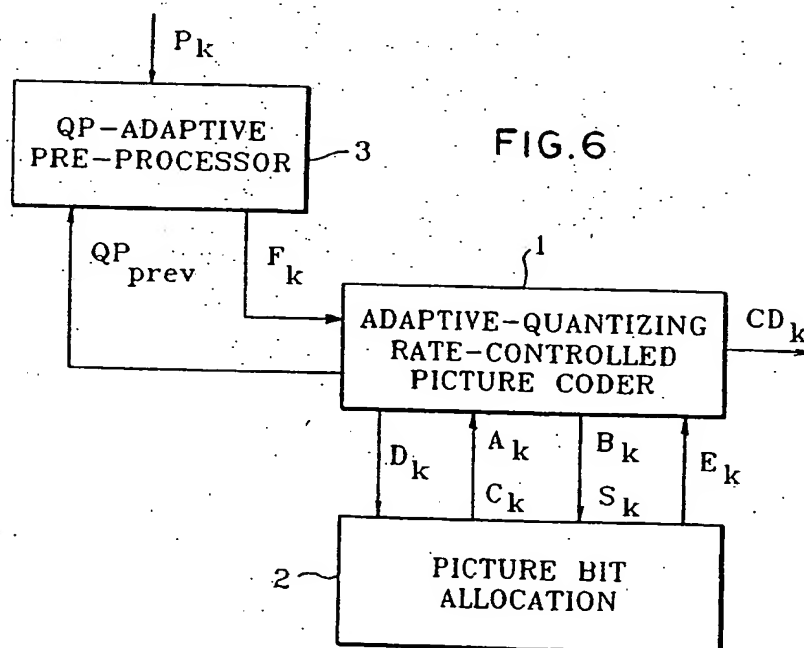 P_k
QP-ADAPTIVE
PRE-PROCESSOR
3
FIG.6
QP_prev
F_k
1
ADAPTIVE-QUANTIZING
RATE-CONTROLLED
PICTURE CODER
CD_k
D_k
A_k
C_k
B_k
S_k
E_k
2
PICTURE BIT
ALLOCATION